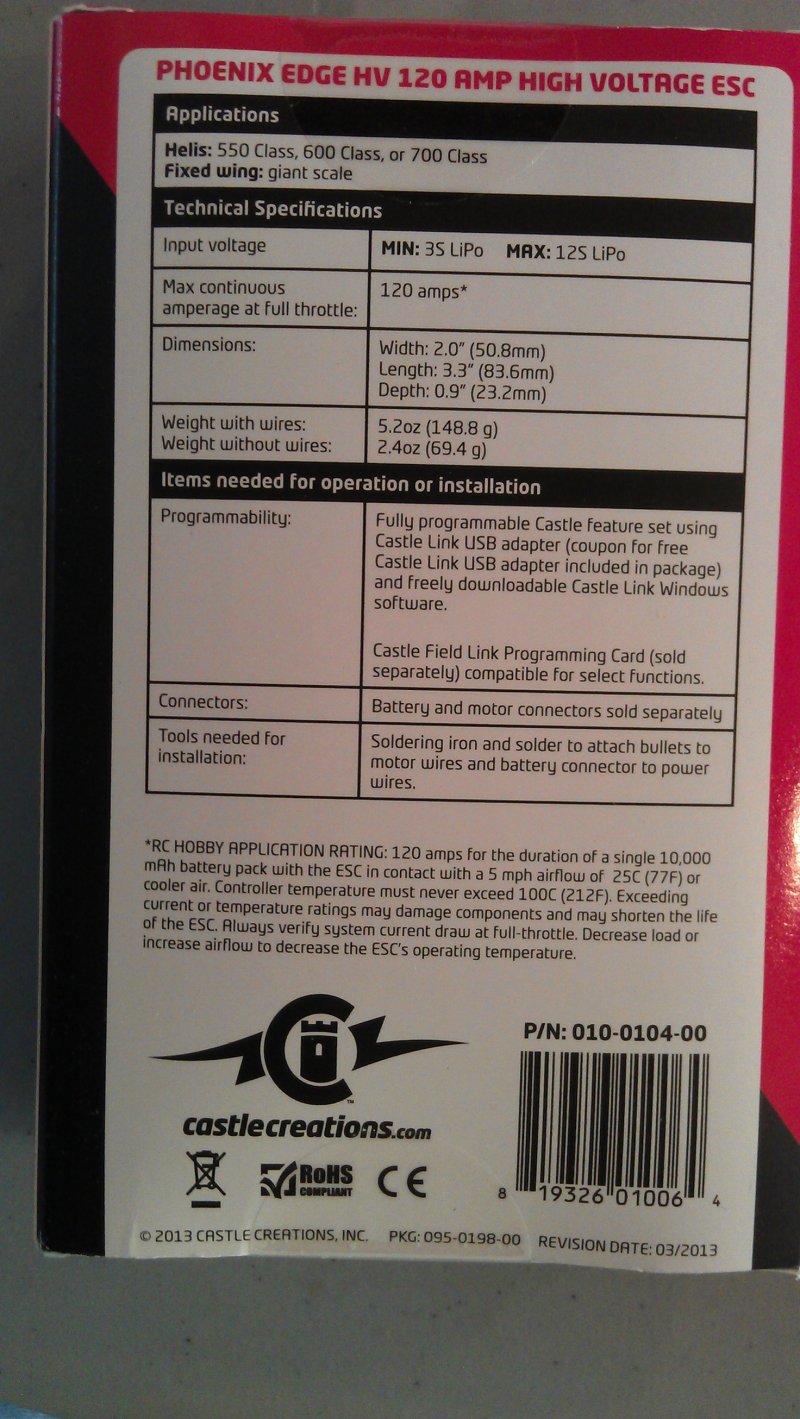 PHOENIX EDGE HV 120 AMP HIGH VOLTAGE ESC
Applications
Helis: 550 Class, 600 Class, or 700 Class
Fixed wing: giant scale
Technical Specifications
Input voltage
MIN: 3S LiPo MAX: 12S LiPo
Max continuous
amperage at full throttle:
120 amps*
Dimensions:
Width: 2.0" (50.8mm)
Length: 3.3" (83.6mm)
Depth: 0.9" (23.2mm)
Weight with wires:
Weight without wires:
5.2oz (148.8 g)
2.4oz (69.4 g)
Items needed for operation or installation
Programmability:
Fully programmable Castle feature set using
Castle Link USB adapter (coupon for free
Castle Link USB adapter included in package)
and freely downloadable Castle Link Windows
software.
Castle Field Link Programming Card (sold
separately) compatible for select functions.
Connectors:
Battery and motor connectors sold separately
Tools needed for
installation:
Soldering iron and solder to attach bullets to
motor wires and battery connector to power
wires.
*RC HOBBY APPLICATION RATING: 120 amps for the duration of a single 10,000
mAh battery pack with the ESC in contact with a 5 mph airflow of 25C (77F) or
cooler air. Controller temperature must never exceed 100C (212F). Exceeding
current or temperature ratings may damage components and may shorten the life
of the ESC. Always verify system current draw at full-throttle. Decrease load or
increase airflow to decrease the ESC's operating temperature.
P/N: 010-0104-00
TM
castlecreations.com
RoHS
COMPLIANT
CE
8 19326 01006 4
© 2013 CASTLE CREATIONS, INC. PKG: 095-0198-00 REVISION DATE: 03/2013